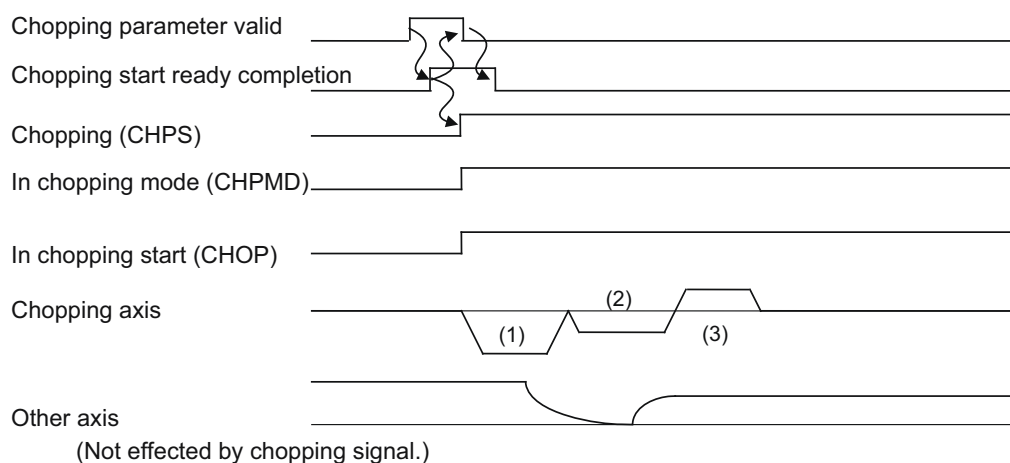 Chopping parameter valid
Chopping start ready completion
Chopping (CHPS)
In chopping mode (CHPMD)
In chopping start (CHOP)
Chopping axis
(1)
(2)
(3)
Other axis
(Not effected by chopping signal.)